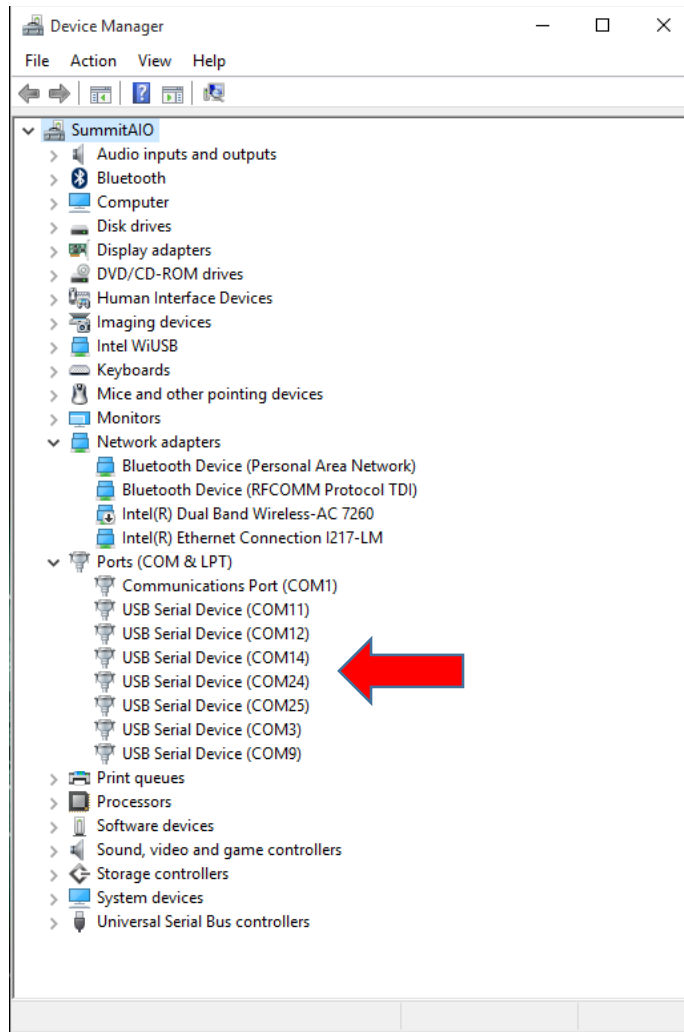 Device Manager
File Action View Help
SummitAIO
Audio inputs and outputs
Bluetooth
Computer
Disk drives
Display adapters
DVD/CD-ROM drives
Human Interface Devices
Imaging devices
Intel WiUSB
Keyboards
Mice and other pointing devices
Monitors
Network adapters
Bluetooth Device (Personal Area Network)
Bluetooth Device (RFCOMM Protocol TDI)
Intel(R) Dual Band Wireless-AC 7260
Intel(R) Ethernet Connection I217-LM
Ports (COM & LPT)
Communications Port (COM1)
USB Serial Device (COM11)
USB Serial Device (COM12)
USB Serial Device (COM14)
USB Serial Device (COM24)
USB Serial Device (COM25)
USB Serial Device (COM3)
USB Serial Device (COM9)
Print queues
Processors
Software devices
Sound, video and game controllers
Storage controllers
System devices
Universal Serial Bus controllers